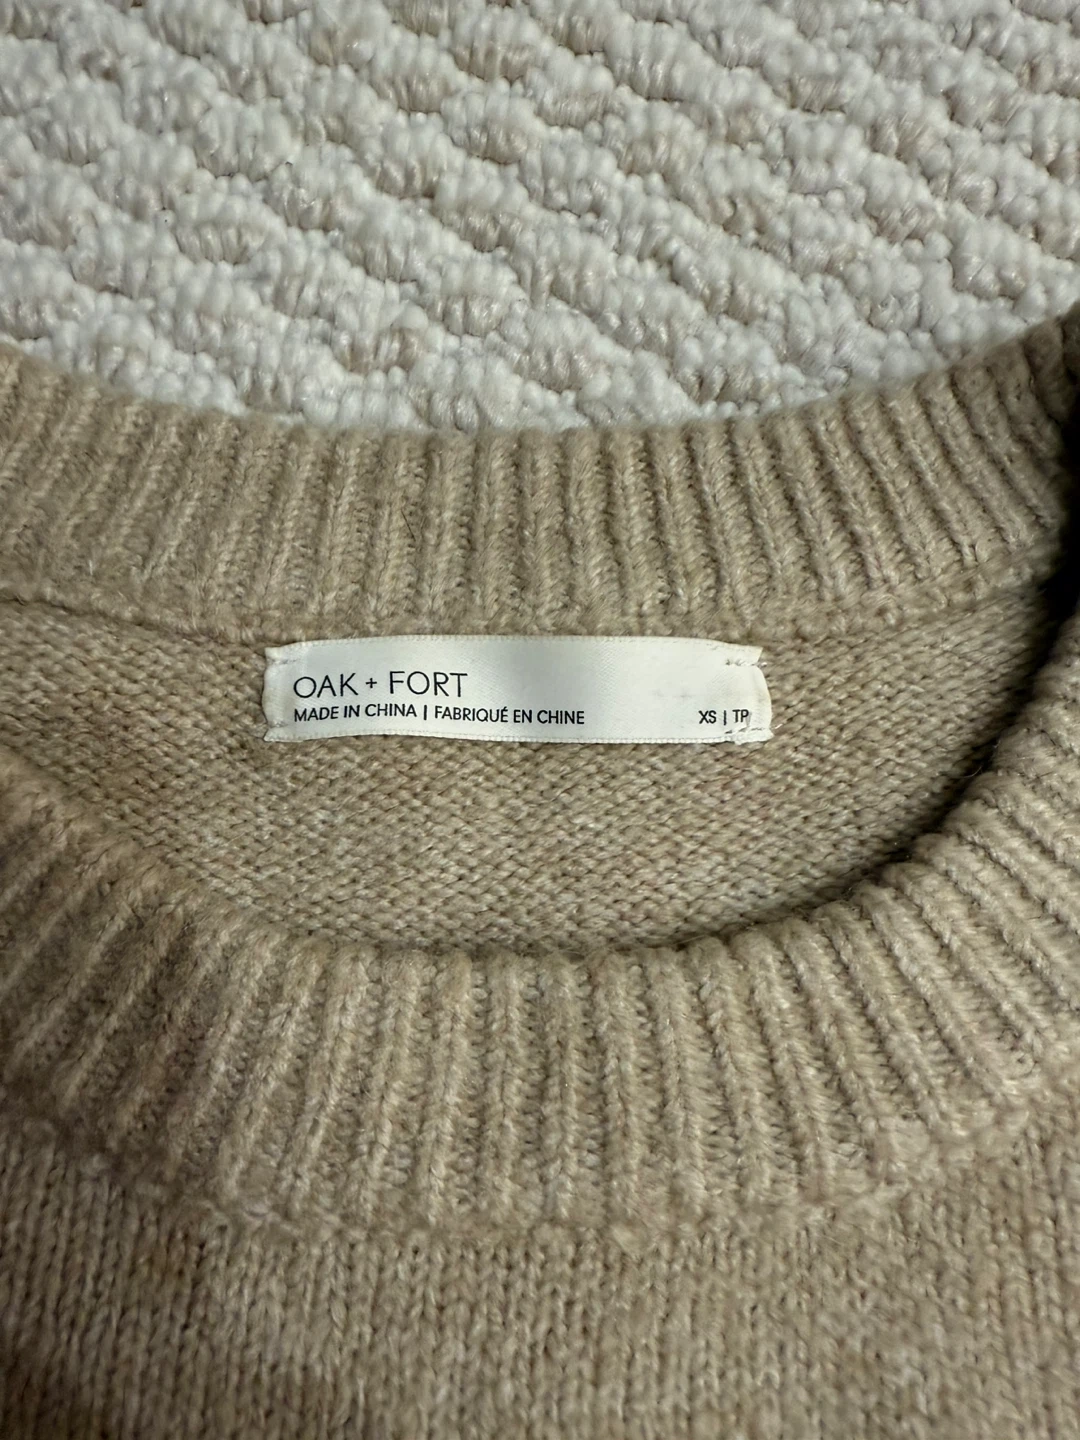 OAK + FORT
MADE IN CHINA | FABRIQUÉ EN CHINE
XS | TP